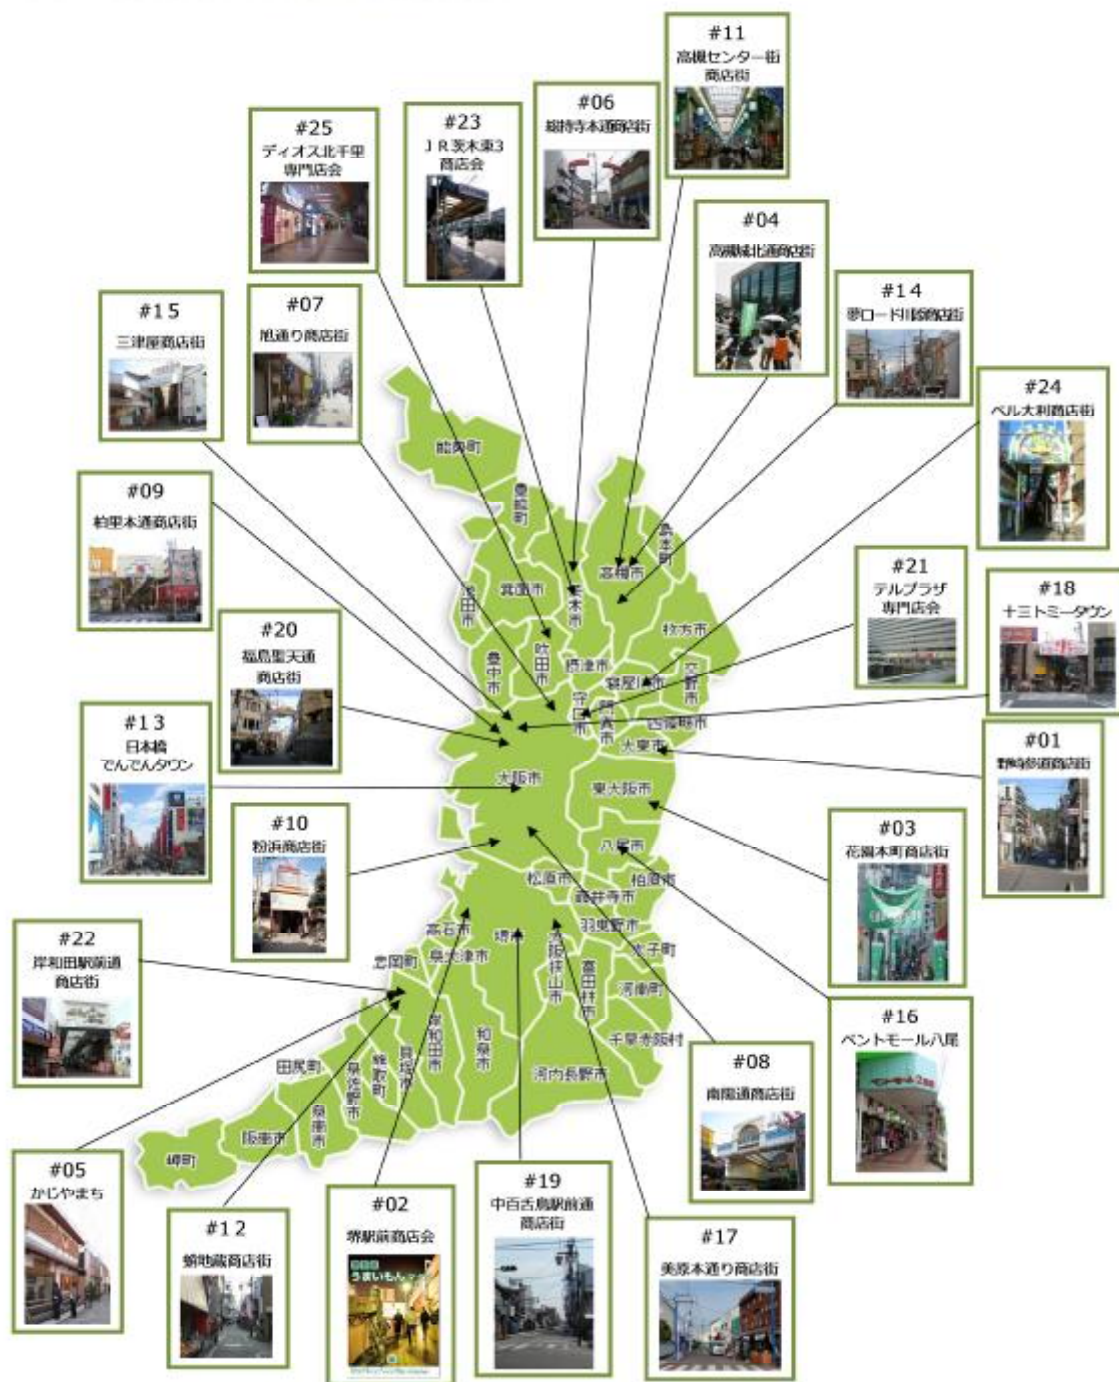 #11
高槻センター街
商店街
#06
総持寺本通商店街
#23
JR茨木東3
商店会
#25
ディオス北千里
専門店会
#04
高槻城北通商店街
#14
夢ロード川添商店街
#07
旭通り商店街
#15
三津屋商店街
#24
ベル大利商店街
#09
柏里本通商店街
#21
テルプラザ
専門店会
#18
十三トミータウン
#20
福島聖天通
商店街
#13
日本橋
でんでんタウン
#01
野崎参道商店街
#10
粉浜商店街
#03
花園本町商店街
#22
岸和田駅前通
商店街
#16
ペントモール八尾
#08
南陽通商店街
#05
かじやまち
#12
蛸地蔵商店街
#02
堺駅前商店会
うまいもん
#19
中百舌鳥駅前通
商店街
#17
美原本通り商店街
能勢町
豊能町
島本町
高槻市
箕面市
池田市
茨木市
枚方市
豊中市
吹田市
摂津市
寝屋川市
交野市
守口市
門真市
四條畷市
大東市
大阪市
東大阪市
八尾市
松原市
柏原市
藤井寺市
羽曳野市
太子町
高石市
堺市
大阪狭山市
富田林市
河南町
忠岡町
泉大津市
千早赤阪村
岸和田市
和泉市
河内長野市
貝塚市
熊取町
田尻町
泉佐野市
泉南市
阪南市
岬町